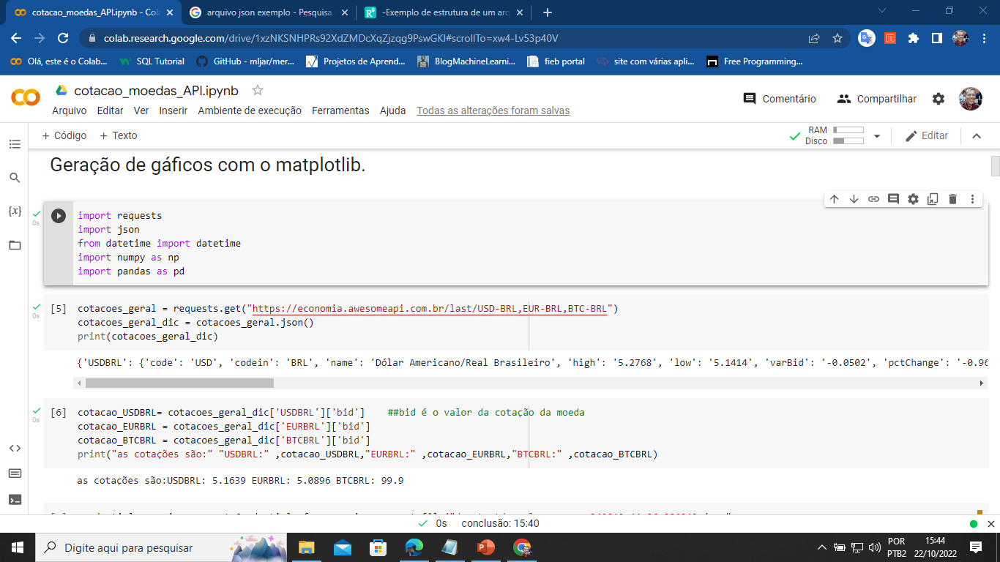 cotacao_moedas_API.ipynb - Cola
arquivo json exemplo - Pesquisa
-Exemplo de estrutura de um arq
colab.research.google.com/drive/1xzNKSNHPRs92XdZMDcXqZjzqg9PswGKl#scrollTo=xw4-Lv53p40V
Olá, este é o Colab...
SQL Tutorial
GitHub - mljar/mer...
Projetos de Aprend...
BlogMachineLearni...
fieb portal
site com várias apli...
Free Programming...
cotacao_moedas_API.ipynb
Comentário
Compartilhar
Arquivo Editar Ver Inserir Ambiente de execução Ferramentas Ajuda Todas as alterações foram salvas
+ Código + Texto
RAM
Disco
Editar
Geração de gáficos com o matplotlib.
0s
import requests
import json
from datetime import datetime
import numpy as np
import pandas as pd
0s
[5] cotacoes_geral = requests.get("https://economia.awesomeapi.com.br/last/USD-BRL,EUR-BRL,BTC-BRL")
cotacoes_geral_dic = cotacoes_geral.json()
print(cotacoes_geral_dic)
{'USDBRL': {'code': 'USD', 'codein': 'BRL', 'name': 'Dólar Americano/Real Brasileiro', 'high': '5.2768', 'low': '5.1414', 'varBid': '-0.0502', 'pctChange': '-0.96
0s
[6] cotacao_USDBRL= cotacoes_geral_dic['USDBRL']['bid'] ##bid é o valor da cotação da moeda
cotacao_EURBRL = cotacoes_geral_dic['EURBRL']['bid']
cotacao_BTCBRL = cotacoes_geral_dic['BTCBRL']['bid']
print("as cotações são:" "USDBRL:" ,cotacao_USDBRL,"EURBRL:" ,cotacao_EURBRL,"BTCBRL:" ,cotacao_BTCBRL)
as cotações são:USDBRL: 5.1639 EURBRL: 5.0896 BTCBRL: 99.9
0s conclusão: 15:40
Digite aqui para pesquisar
POR
PTB2
15:44
22/10/2022